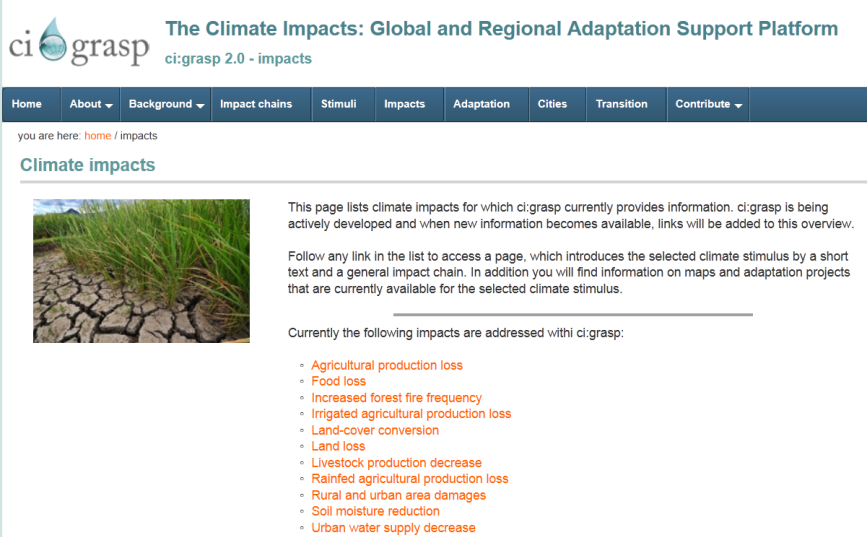 ci grasp
The Climate Impacts: Global and Regional Adaptation Support Platform
ci:grasp 2.0 - impacts
Home About Background Impact chains Stimuli Impacts Adaptation Cities Transition Contribute
you are here: home / impacts
Climate impacts
This page lists climate impacts for which ci:grasp currently provides information. ci:grasp is being
actively developed and when new information becomes available, links will be added to this overview.
Follow any link in the list to access a page, which introduces the selected climate stimulus by a short
text and a general impact chain. In addition you will find information on maps and adaptation projects
that are currently available for the selected climate stimulus.
Currently the following impacts are addressed withi ci:grasp:
Agricultural production loss
Food loss
Increased forest fire frequency
Irrigated agricultural production loss
Land-cover conversion
Land loss
Livestock production decrease
Rainfed agricultural production loss
Rural and urban area damages
Soil moisture reduction
Urban water supply decrease